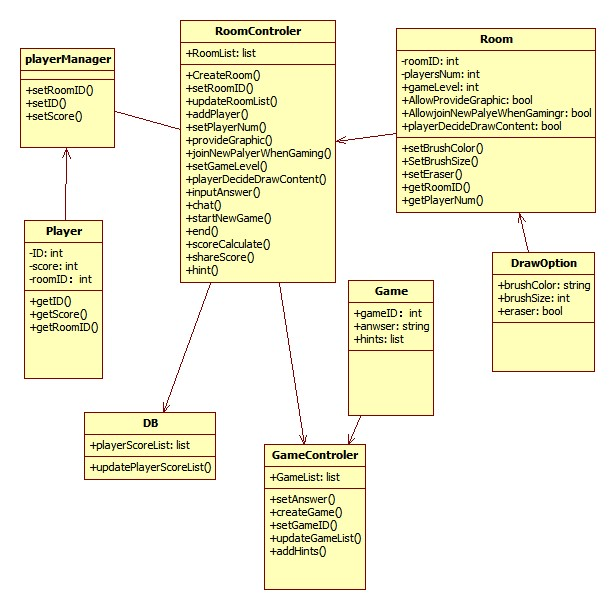 playerManager
+setRoomID()
+setID()
+setScore()
RoomControler
+RoomList: list
+CreateRoom()
+setRoomID()
+updateRoomList()
+addPlayer()
+setPlayerNum()
+provideGraphic()
+joinNewPalyerWhenGaming()
+setGameLevel()
+playerDecideDrawContent()
+inputAnswer()
+chat()
+startNewGame()
+end()
+scoreCalculate()
+shareScore()
+hint()
Room
-roomID: int
-playersNum: int
+gameLevel: int
+AllowProvideGraphic: bool
+AllowjoinNewPalyeWhenGamingr: bool
+playerDecideDrawContent: bool
+setBrushColor()
+SetBrushSize()
+setEraser()
+getRoomID()
+getPlayerNum()
Player
-ID: int
-score: int
-roomID: int
+getID()
+getScore()
+getRoomID()
DrawOption
+brushColor: string
+brushSize: int
+eraser: bool
Game
+gameID: int
+anwser: string
+hints: list
DB
+playerScoreList: list
+updatePlayerScoreList()
GameControler
+GameList: list
+setAnswer()
+createGame()
+setGameID()
+updateGameList()
+addHints()